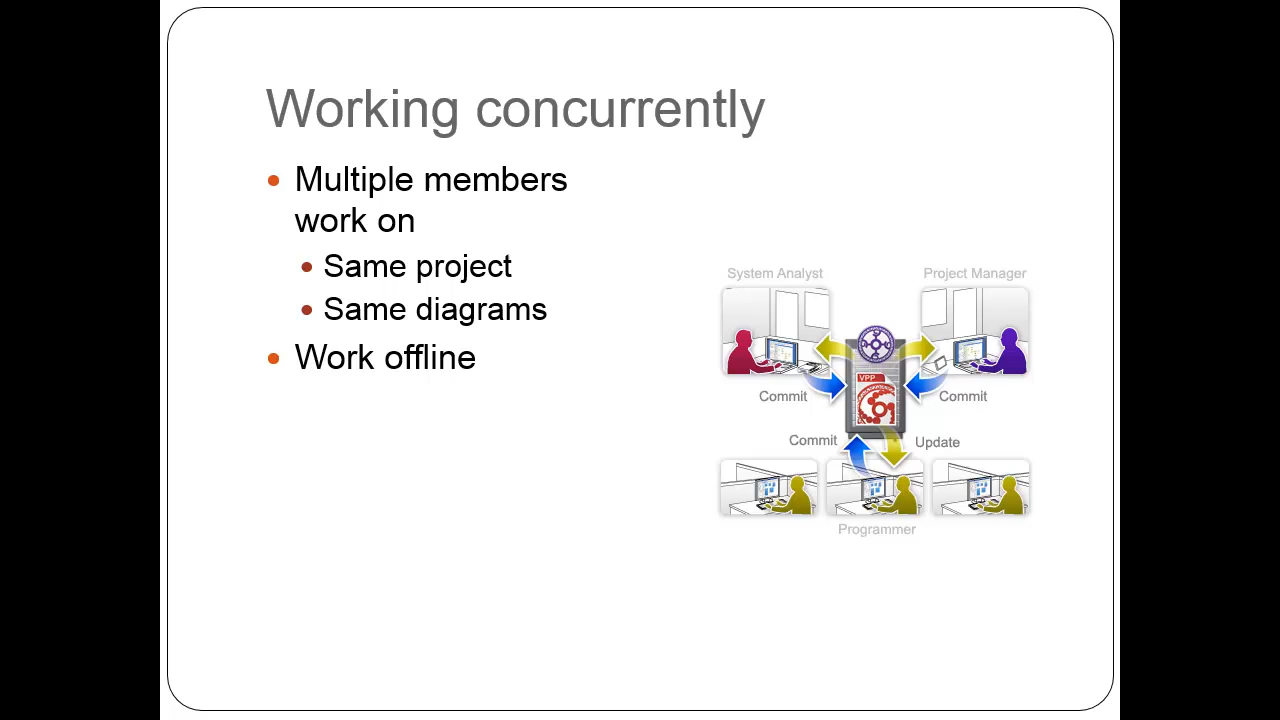 Working concurrently
Multiple members
work on
Same project
Same diagrams
Work offline
System Analyst
Project Manager
VPP
Commit
Commit
Commit
Update
Programmer